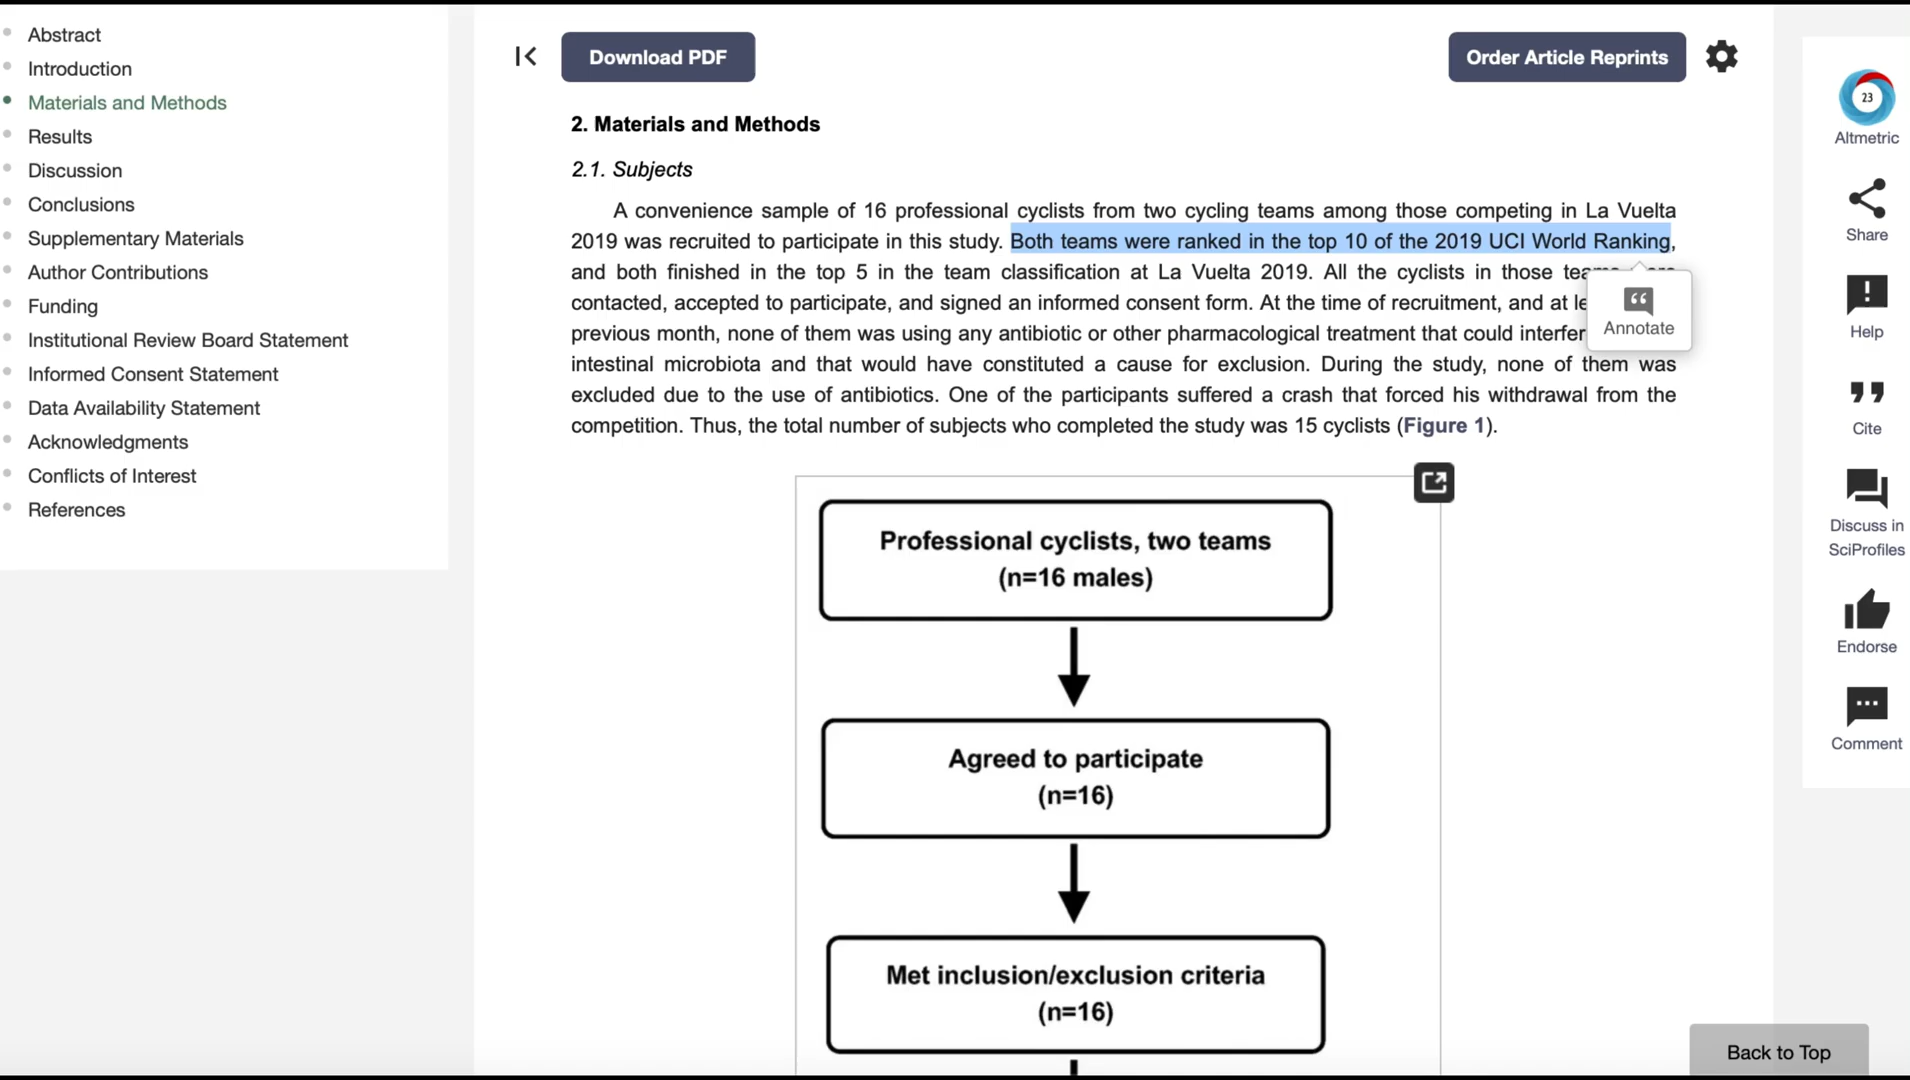 Abstract
Introduction
Materials and Methods
Results
Discussion
Conclusions
Supplementary Materials
Author Contributions
Funding
Institutional Review Board Statement
Informed Consent Statement
Data Availability Statement
Acknowledgments
Conflicts of Interest
References
Download PDF
Order Article Reprints
2. Materials and Methods
2.1. Subjects
A convenience sample of 16 professional cyclists from two cycling teams among those competing in La Vuelta
2019 was recruited to participate in this study. Both teams were ranked in the top 10 of the 2019 UCI World Ranking,
and both finished in the top 5 in the team classification at La Vuelta 2019. All the cyclists in those
contacted, accepted to participate, and signed an informed consent form. At the time of recruitment, and at
previous month, none of them was using any antibiotic or other pharmacological treatment that could
intestinal microbiota and that would have constituted a cause for exclusion. During the study, none of them was
excluded due to the use of antibiotics. One of the participants suffered a crash that forced his withdrawal from the
competition. Thus, the total number of subjects who completed the study was 15 cyclists (Figure 1).
Annotate
Professional cyclists, two teams
(n=16 males)
Agreed to participate
(n=16)
Met inclusion/exclusion criteria
(n=16)
23
Altmetric
Share
Help
Cite
Discuss in
SciProfiles
Endorse
Comment
Back to Top